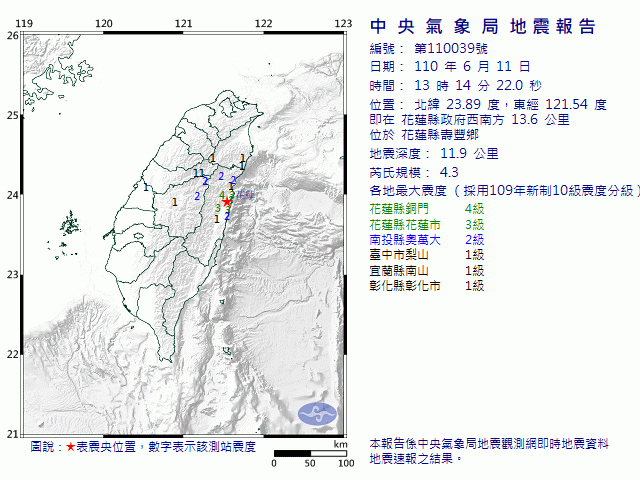 中 央 氣 象 局 地 震 報 告
編號： 第110039號
日期： 110 年 6 月 11 日
時間： 13 時 14 分 22.0 秒
位置： 北緯 23.89 度，東經 121.54 度
即在 花蓮縣政府西南方 13.6 公里
位於 花蓮縣壽豐鄉
地震深度： 11.9 公里
芮氏規模： 4.3
各地最大震度 (採用109年新制10級震度分級)
花蓮縣銅門 4級
花蓮縣花蓮市 3級
南投縣奧萬大 2級
臺中市梨山 1級
宜蘭縣南山 1級
彰化縣彰化市 1級
本報告係中央氣象局地震觀測網即時地震資料
地震速報之結果。
119 120 121 122 123
26
25
24
23
22
21
1 1
1
1 1 2
1 2 2
1
2 4
1 3
2
1
圖說：★表震央位置，數字表示該測站震度
km
0 50 100